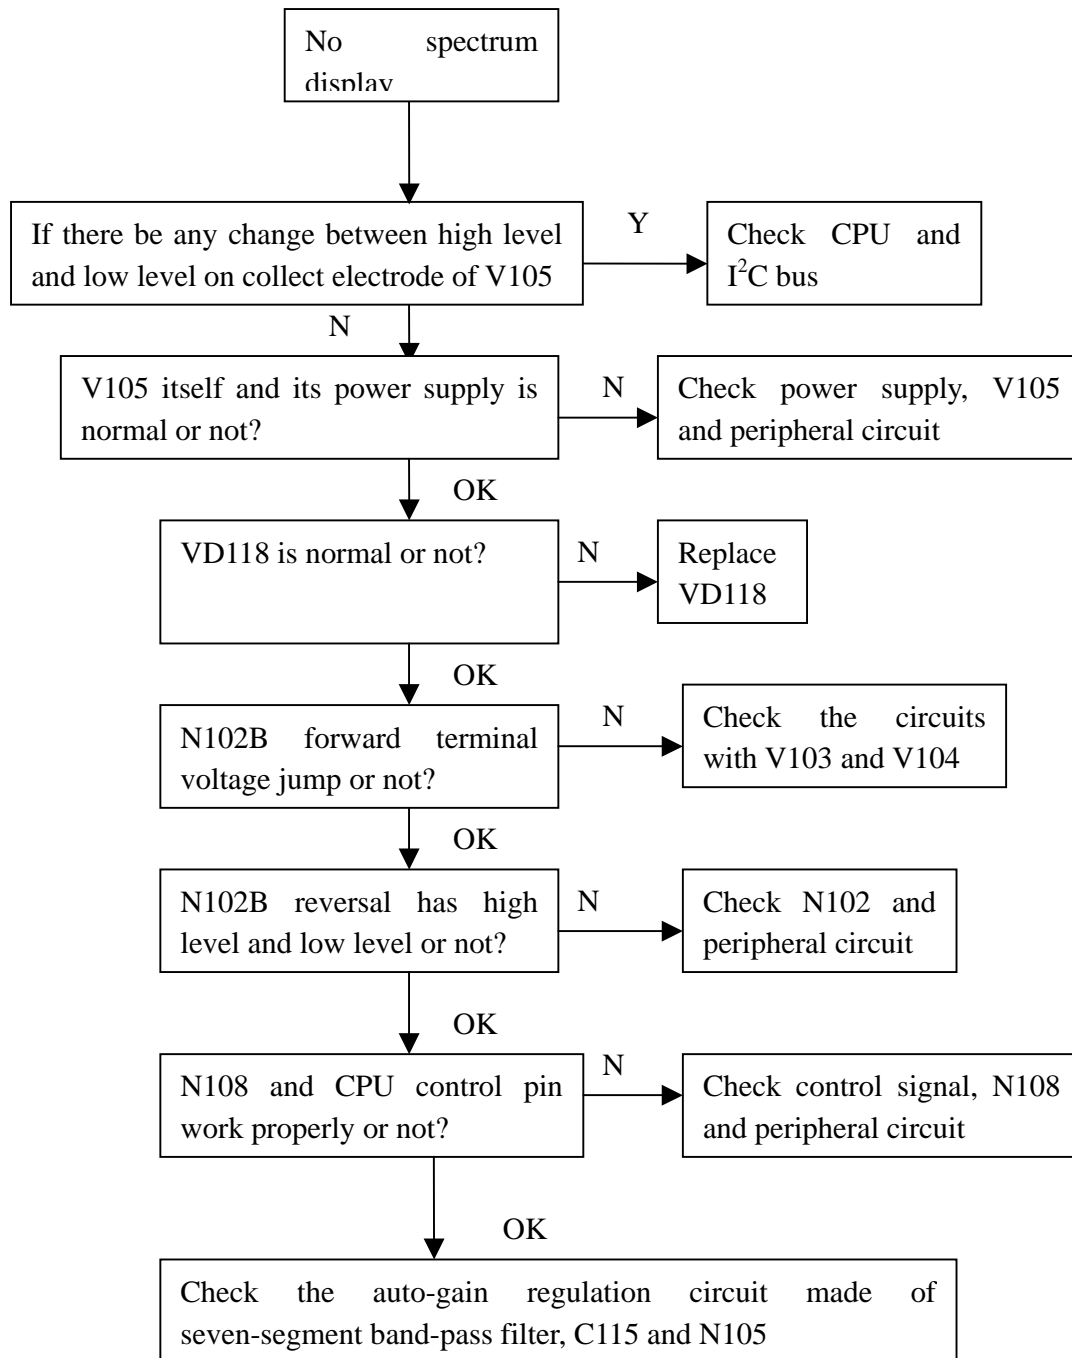 No spectrum
display
If there be any change between high level
and low level on collect electrode of V105
Y
Check CPU and
I²C bus
N
V105 itself and its power supply is
normal or not?
N
Check power supply, V105
and peripheral circuit
OK
VD118 is normal or not?
N
Replace
VD118
OK
N102B forward terminal
voltage jump or not?
N
Check the circuits
with V103 and V104
OK
N102B reversal has high
level and low level or not?
N
Check N102 and
peripheral circuit
OK
N108 and CPU control pin
work properly or not?
N
Check control signal, N108
and peripheral circuit
OK
Check the auto-gain regulation circuit made of
seven-segment band-pass filter, C115 and N105